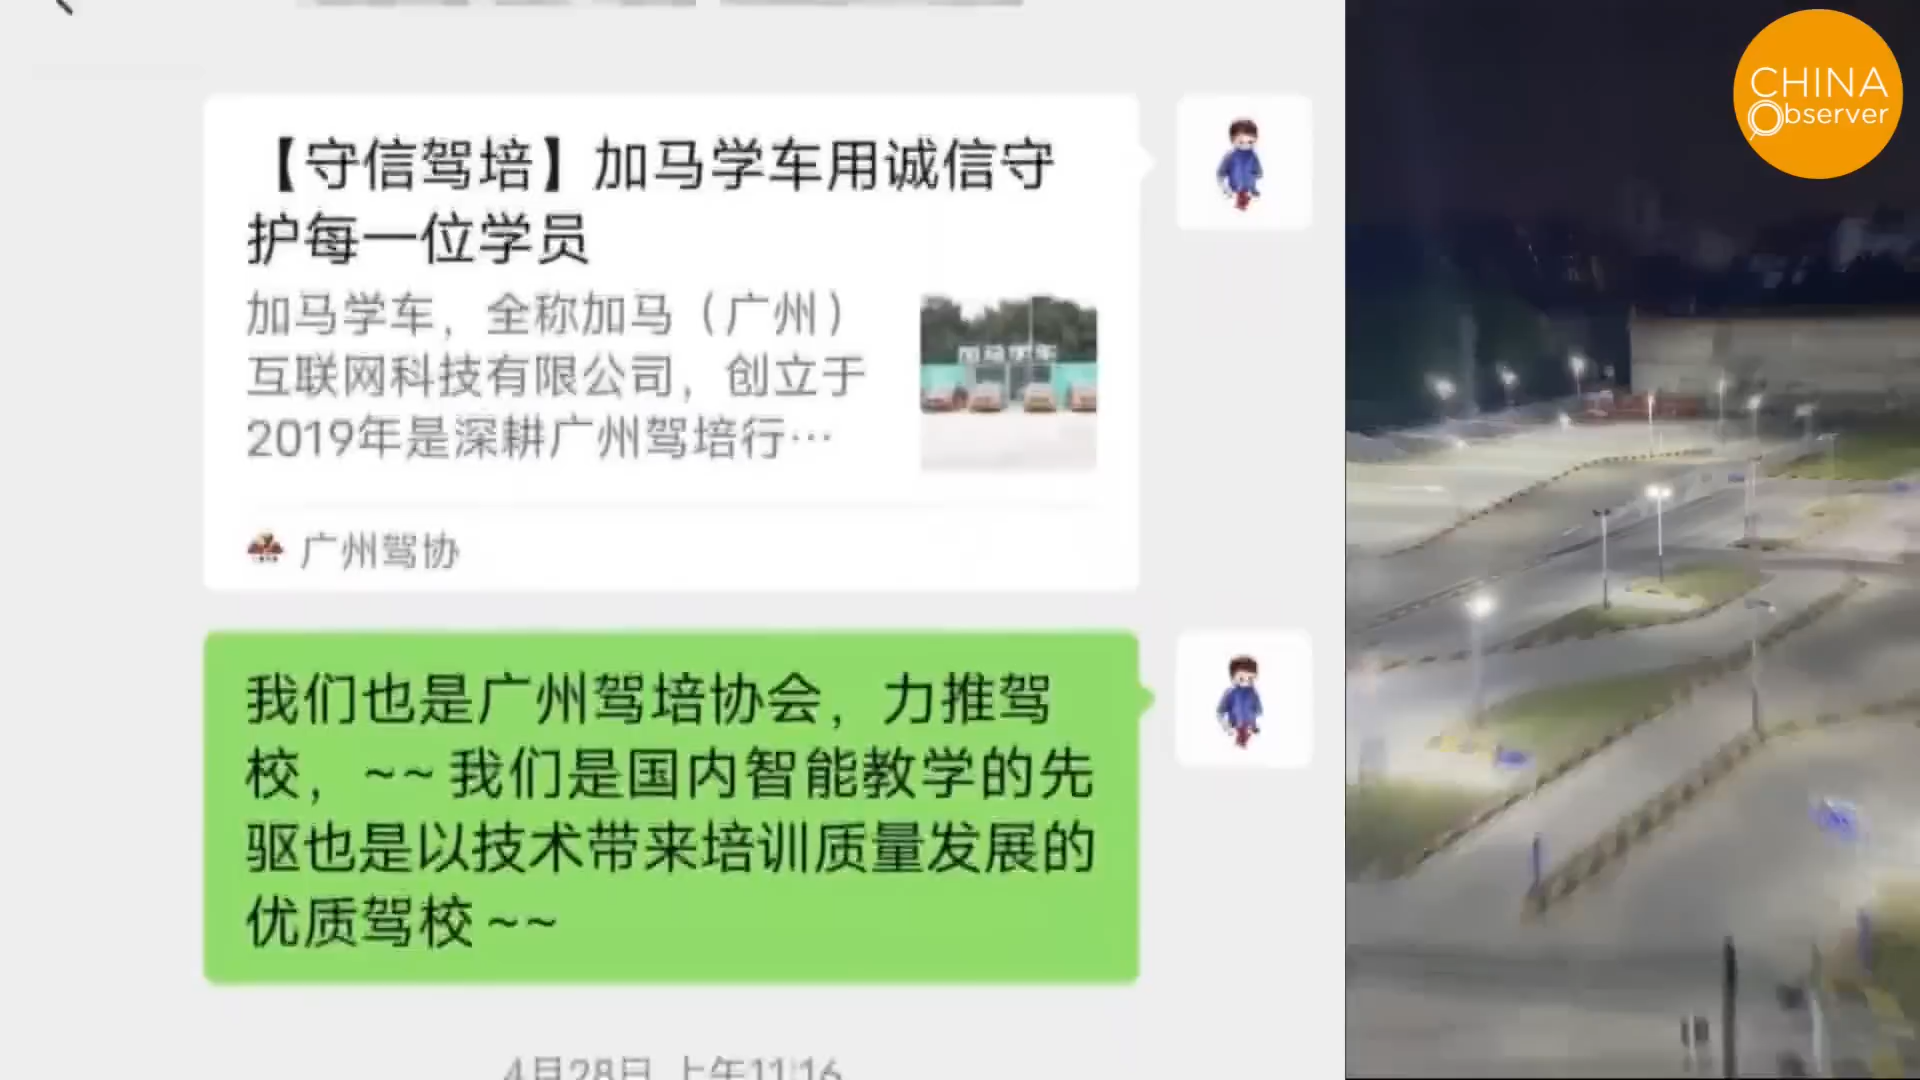 【守信驾培】加马学车用诚信守
护每一位学员
加马学车，全称加马（广州）
互联网科技有限公司，创立于
2019年是深耕广州驾培行…
加马学车
广州驾协
我们也是广州驾培协会，力推驾
校，~~我们是国内智能教学的先
驱也是以技术带来培训质量发展的
优质驾校~~
4月28日 上午11:16
CHINA
Observer